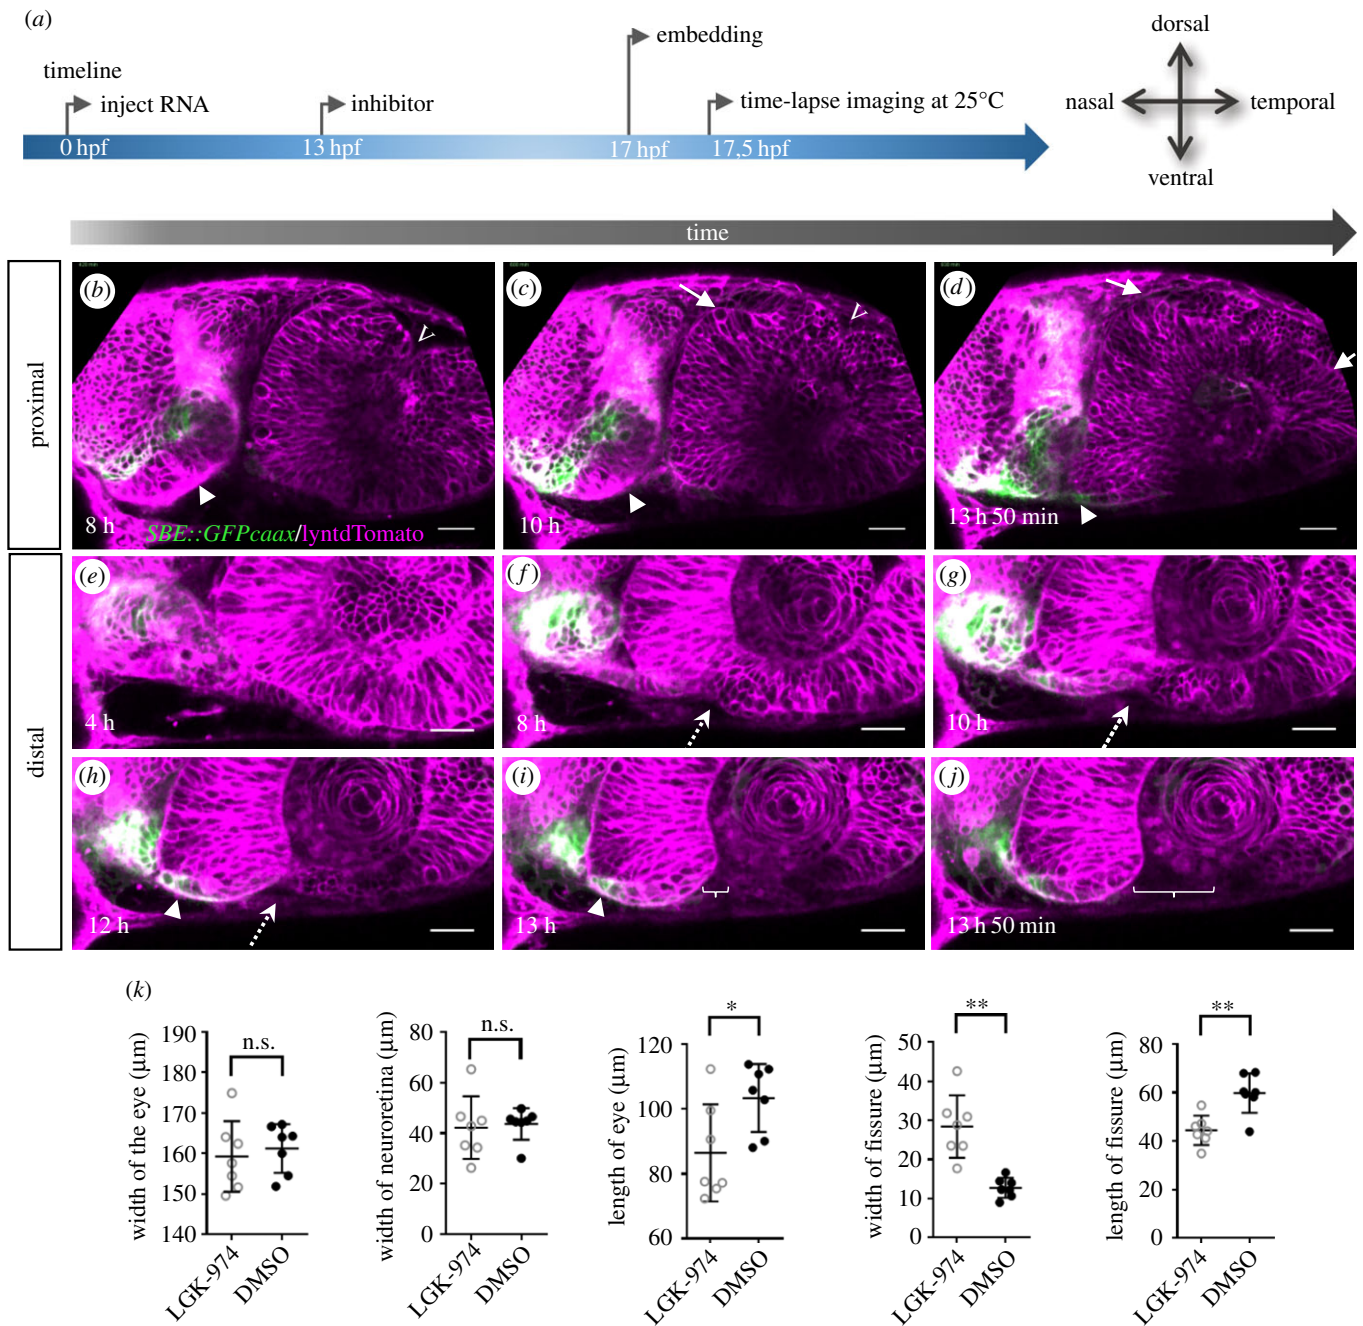 (a)
timeline
inject RNA
inhibitor
embedding
time-lapse imaging at 25°C
0 hpf
13 hpf
17 hpf
17,5 hpf
dorsal
nasal
temporal
ventral
time
proximal
(b)
8 h
SBE::GFPcaax/lyntdTomato
(c)
10 h
(d)
13 h 50 min
distal
(e)
4 h
(f)
8 h
(g)
10 h
(h)
12 h
(i)
13 h
(j)
13 h 50 min
(k)
width of the eye (µm)
190
180
170
160
150
140
n.s.
LGK-974
DMSO
width of neuroretina (µm)
80
60
40
20
0
n.s.
LGK-974
DMSO
length of eye (µm)
120
100
80
60
*
LGK-974
DMSO
width of fissure (µm)
50
40
30
20
10
0
**
LGK-974
DMSO
length of fissure (µm)
80
60
40
20
0
**
LGK-974
DMSO